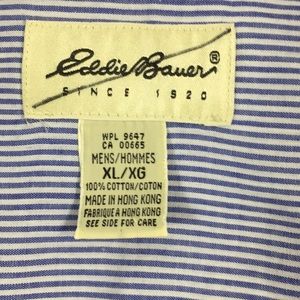 Eddie Bauer®
SINCE 1920
WPL 9647
CA 00665
MENS/HOMMES
XL/XG
100% COTTON/COTON
MADE IN HONG KONG
FABRIQUÉ A HONG KONG
SEE SIDE FOR CARE